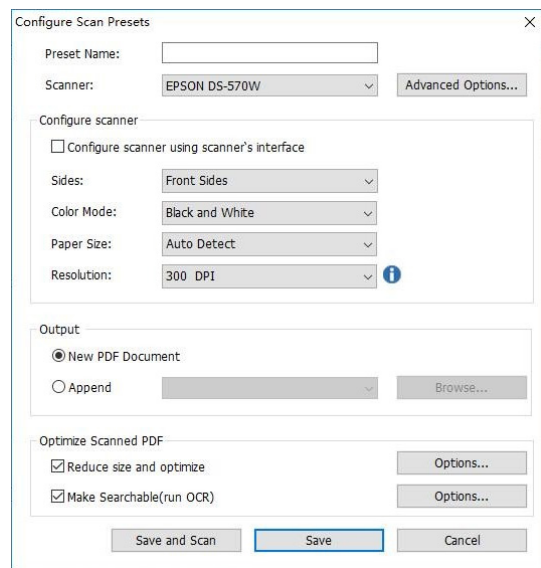 Configure Scan Presets
Preset Name:
Scanner: EPSON DS-570W Advanced Options...
Configure scanner
Configure scanner using scanner's interface
Sides: Front Sides
Color Mode: Black and White
Paper Size: Auto Detect
Resolution: 300 DPI
Output
New PDF Document
Append Browse...
Optimize Scanned PDF
Reduce size and optimize Options...
Make Searchable(run OCR) Options...
Save and Scan Save Cancel